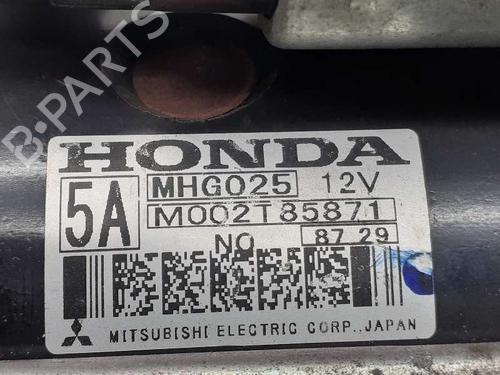 B-PARTS
HONDA
5A MHG025 12V
M002T85871
NO 87.29
MITSUBISHI ELECTRIC CORP., JAPAN